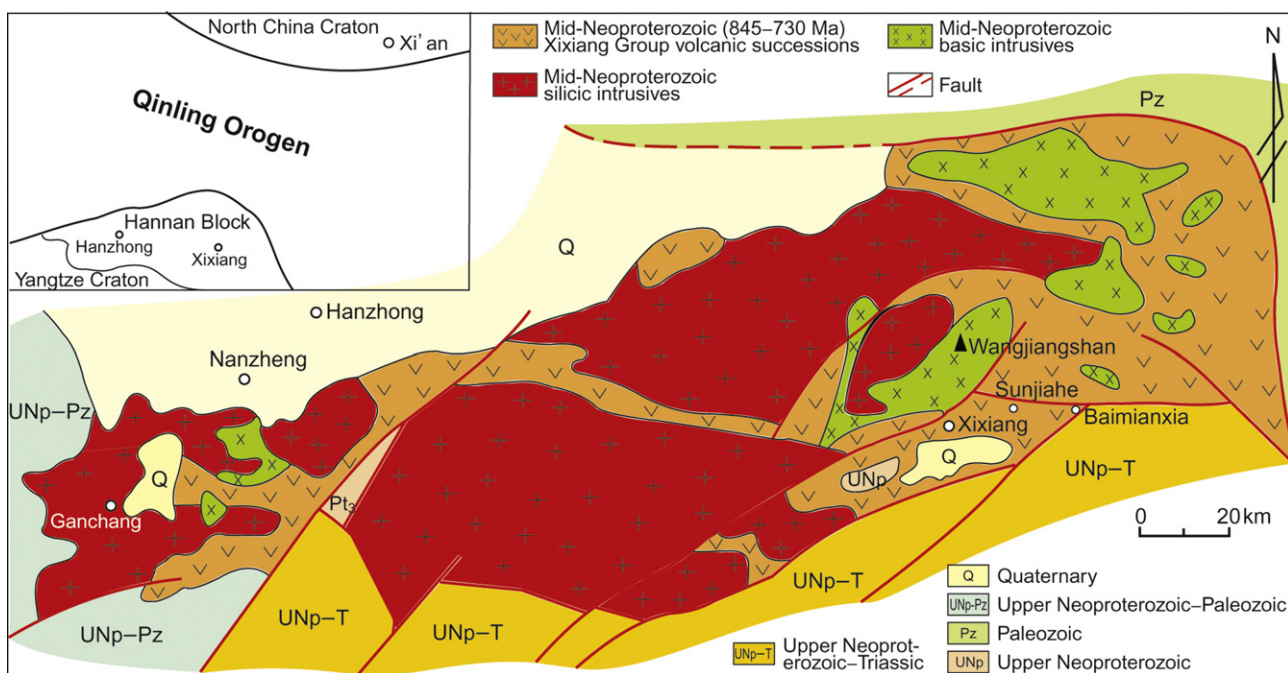 North China Craton
Xi'an
Qinling Orogen
Hannan Block
Hanzhong
Xixiang
Yangtze Craton
Mid-Neoproterozoic (845–730 Ma)
Xixiang Group volcanic successions
Mid-Neoproterozoic
silicic intrusives
Mid-Neoproterozoic
basic intrusives
Fault
N
Pz
Q
Hanzhong
Nanzheng
UNp–Pz
Q
Ganchang
Pt3
Wangjiangshan
Sunjiahe
Baimianxia
Xixiang
Q
UNp
UNp–T
UNp–T
UNp–T
UNp–T
UNp–Pz
0 20 km
Q Quaternary
UNp-Pz Upper Neoproterozoic–Paleozoic
Pz Paleozoic
UNp Upper Neoproterozoic
UNp–T Upper Neoprot-
erozoic–Triassic